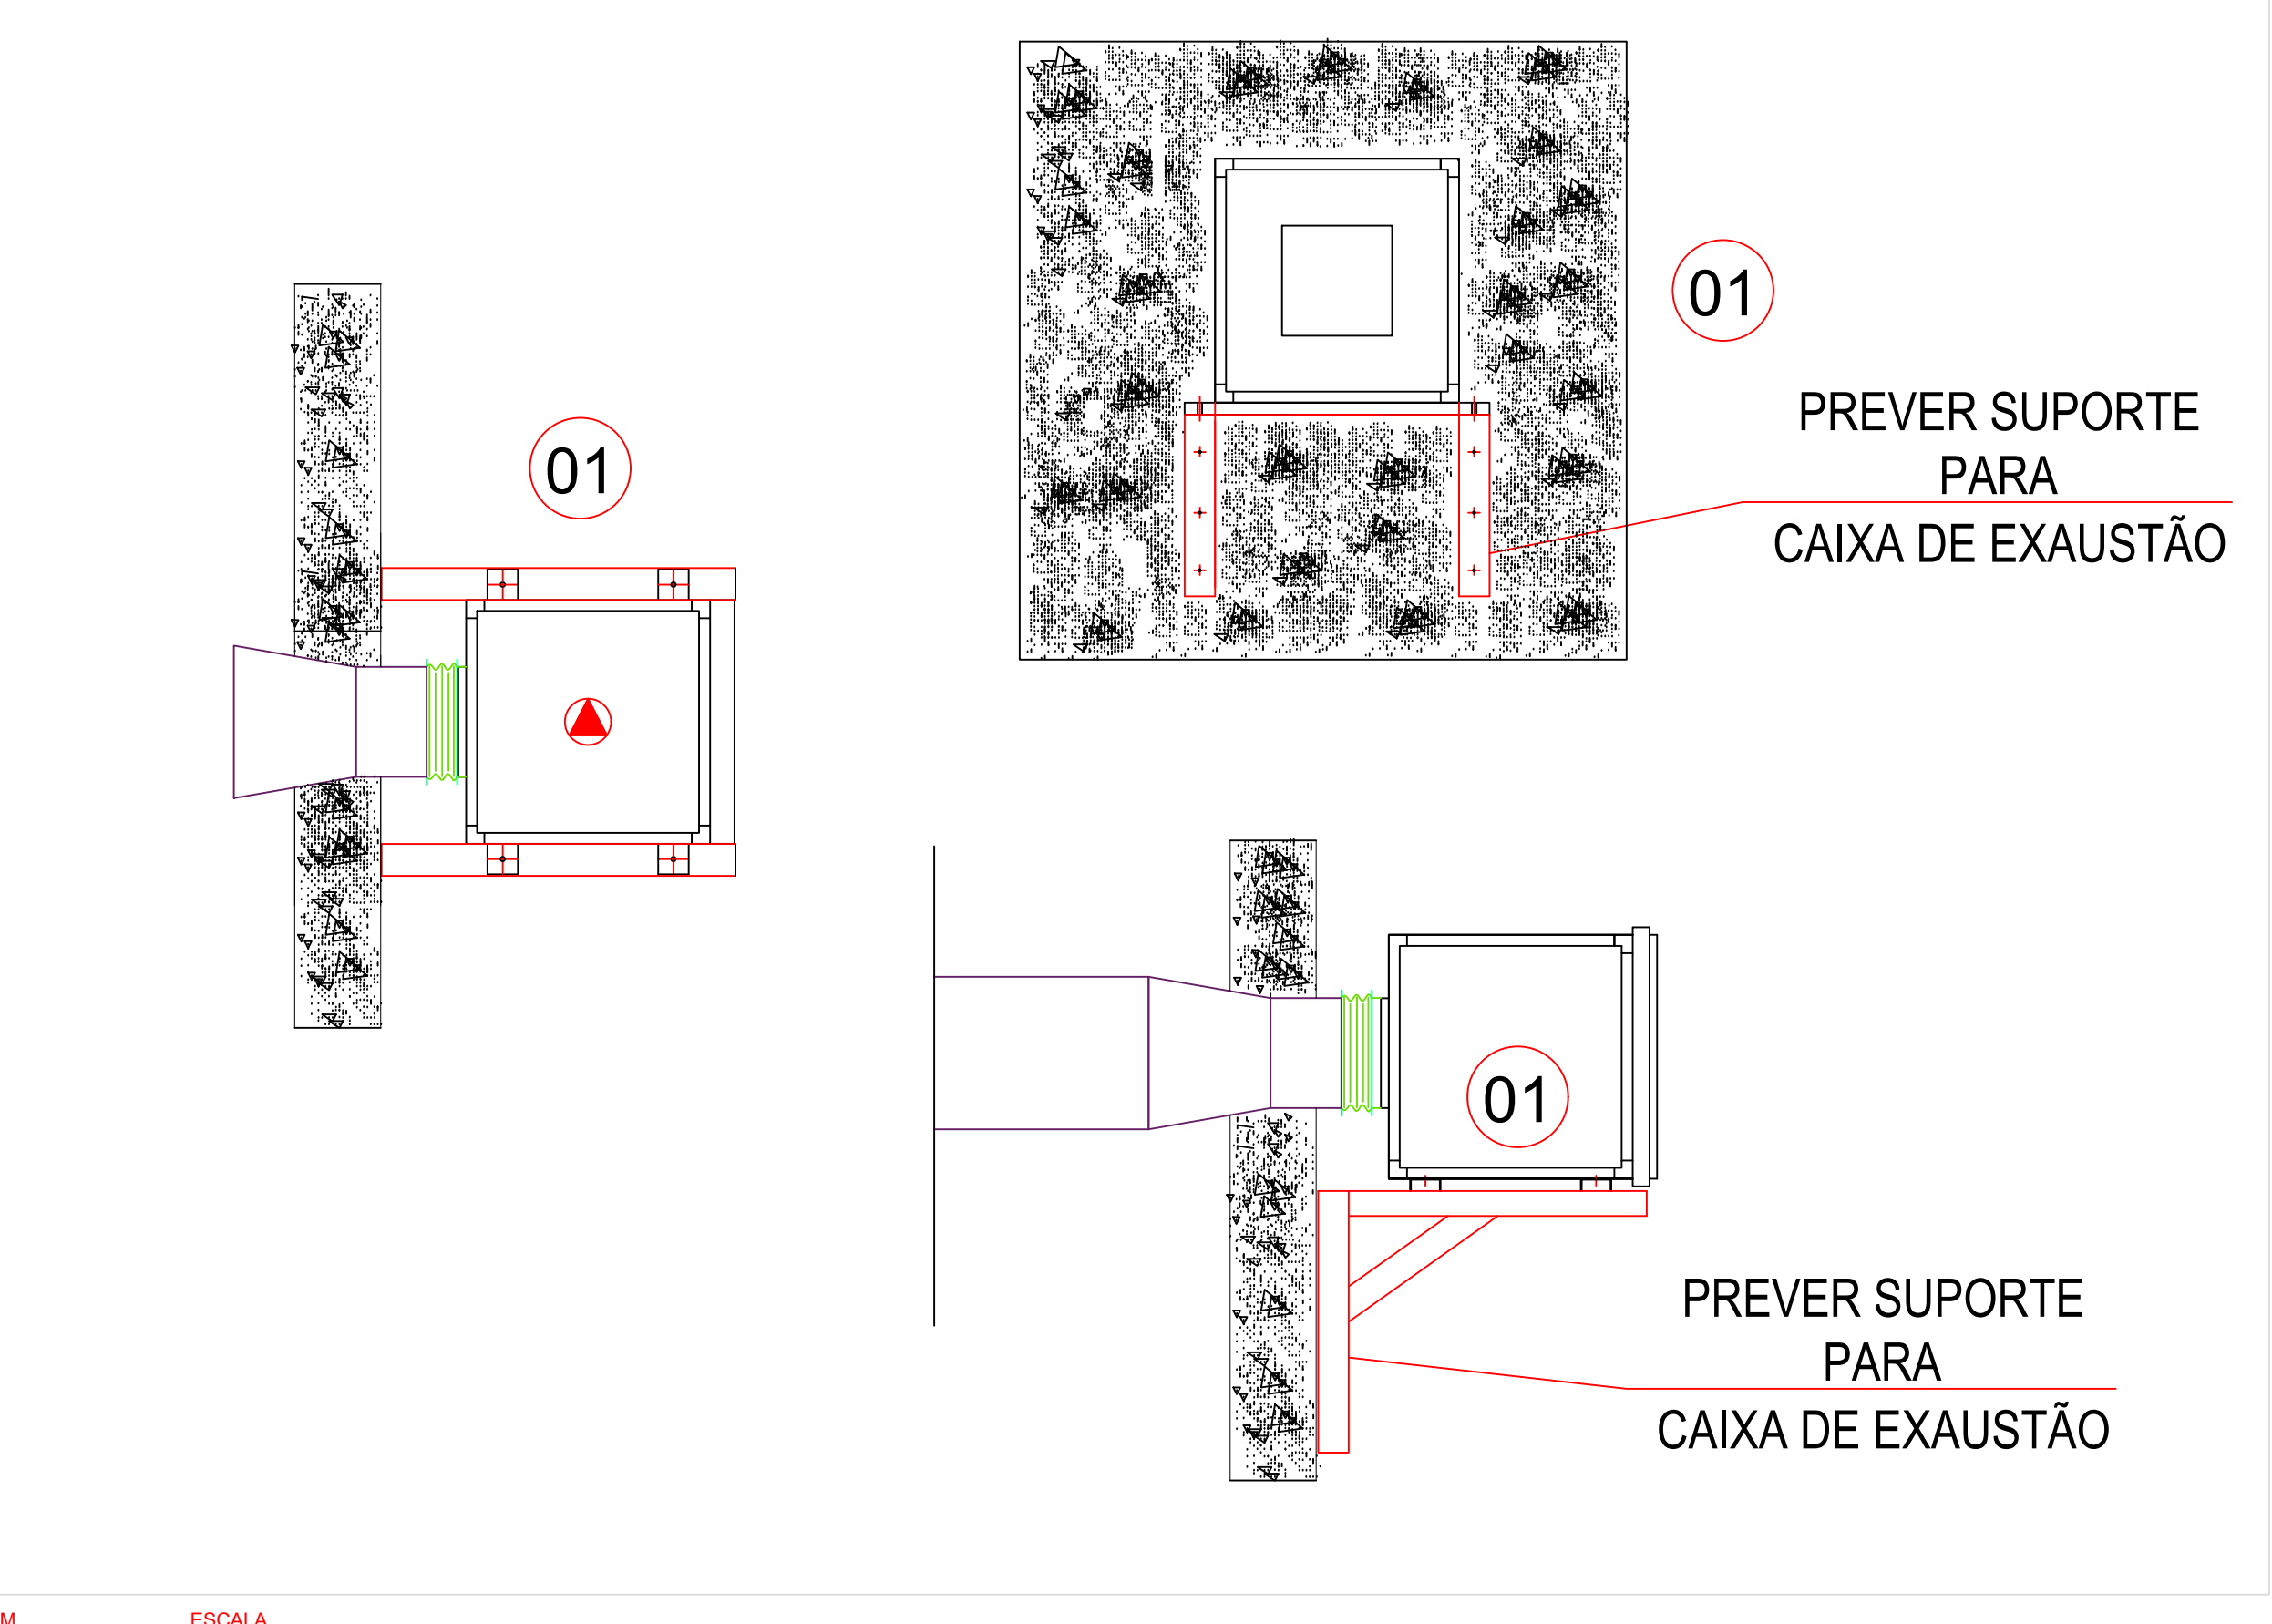 01
PREVER SUPORTE
PARA
CAIXA DE EXAUSTÃO
01
01
PREVER SUPORTE
PARA
CAIXA DE EXAUSTÃO
M
ESCALA